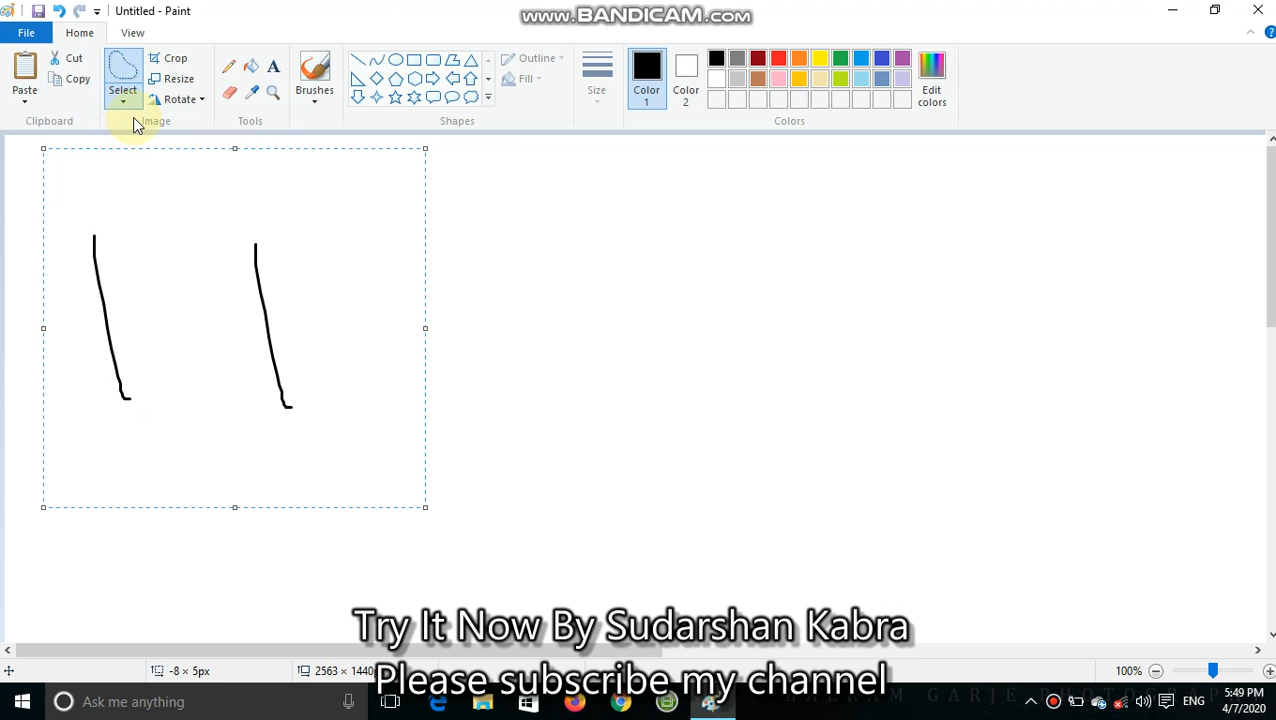 Untitled - Paint
www.BANDICAM.com
File
Home
View
Paste
Cut
Copy
Clipboard
Select
Crop
Resize
Rotate
Image
A
Tools
Brushes
Outline
Fill
Shapes
Size
Color 1
Color 2
Edit colors
Colors
Try It Now By Sudarshan Kabra
Please subscribe my channel
-8 x 5px
2563 × 1440
100%
Ask me anything
GARJE PHOTOGRAP
ENG
5:49 PM
4/7/2020